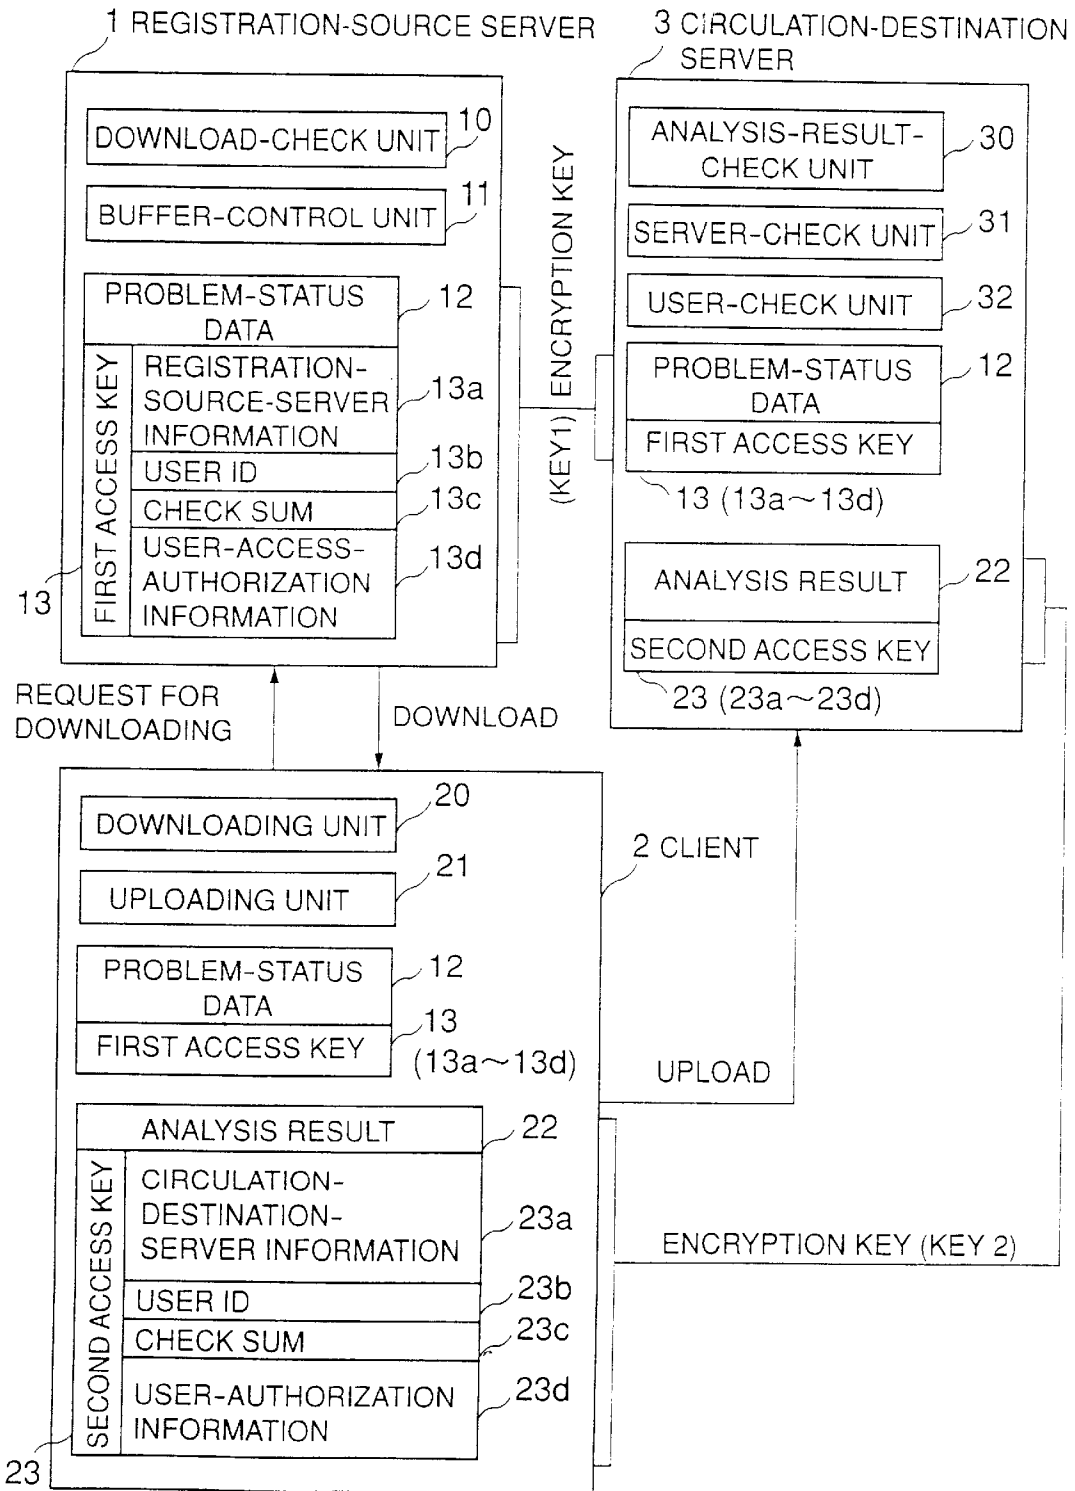 1 REGISTRATION-SOURCE SERVER
DOWNLOAD-CHECK UNIT
10
BUFFER-CONTROL UNIT
11
PROBLEM-STATUS
DATA
12
FIRST ACCESS KEY
13
REGISTRATION-
SOURCE-SERVER
INFORMATION
13a
USER ID
13b
CHECK SUM
13c
USER-ACCESS-
AUTHORIZATION
INFORMATION
13d
(KEY1) ENCRYPTION KEY
3 CIRCULATION-DESTINATION
SERVER
ANALYSIS-RESULT-
CHECK UNIT
30
SERVER-CHECK UNIT
31
USER-CHECK UNIT
32
PROBLEM-STATUS
DATA
12
FIRST ACCESS KEY
13 (13a~13d)
ANALYSIS RESULT
22
SECOND ACCESS KEY
23 (23a~23d)
REQUEST FOR
DOWNLOADING
DOWNLOAD
2 CLIENT
DOWNLOADING UNIT
20
UPLOADING UNIT
21
PROBLEM-STATUS
DATA
12
FIRST ACCESS KEY
13
(13a~13d)
UPLOAD
ANALYSIS RESULT
22
SECOND ACCESS KEY
23
CIRCULATION-
DESTINATION-
SERVER INFORMATION
23a
USER ID
23b
CHECK SUM
23c
USER-AUTHORIZATION
INFORMATION
23d
ENCRYPTION KEY (KEY 2)